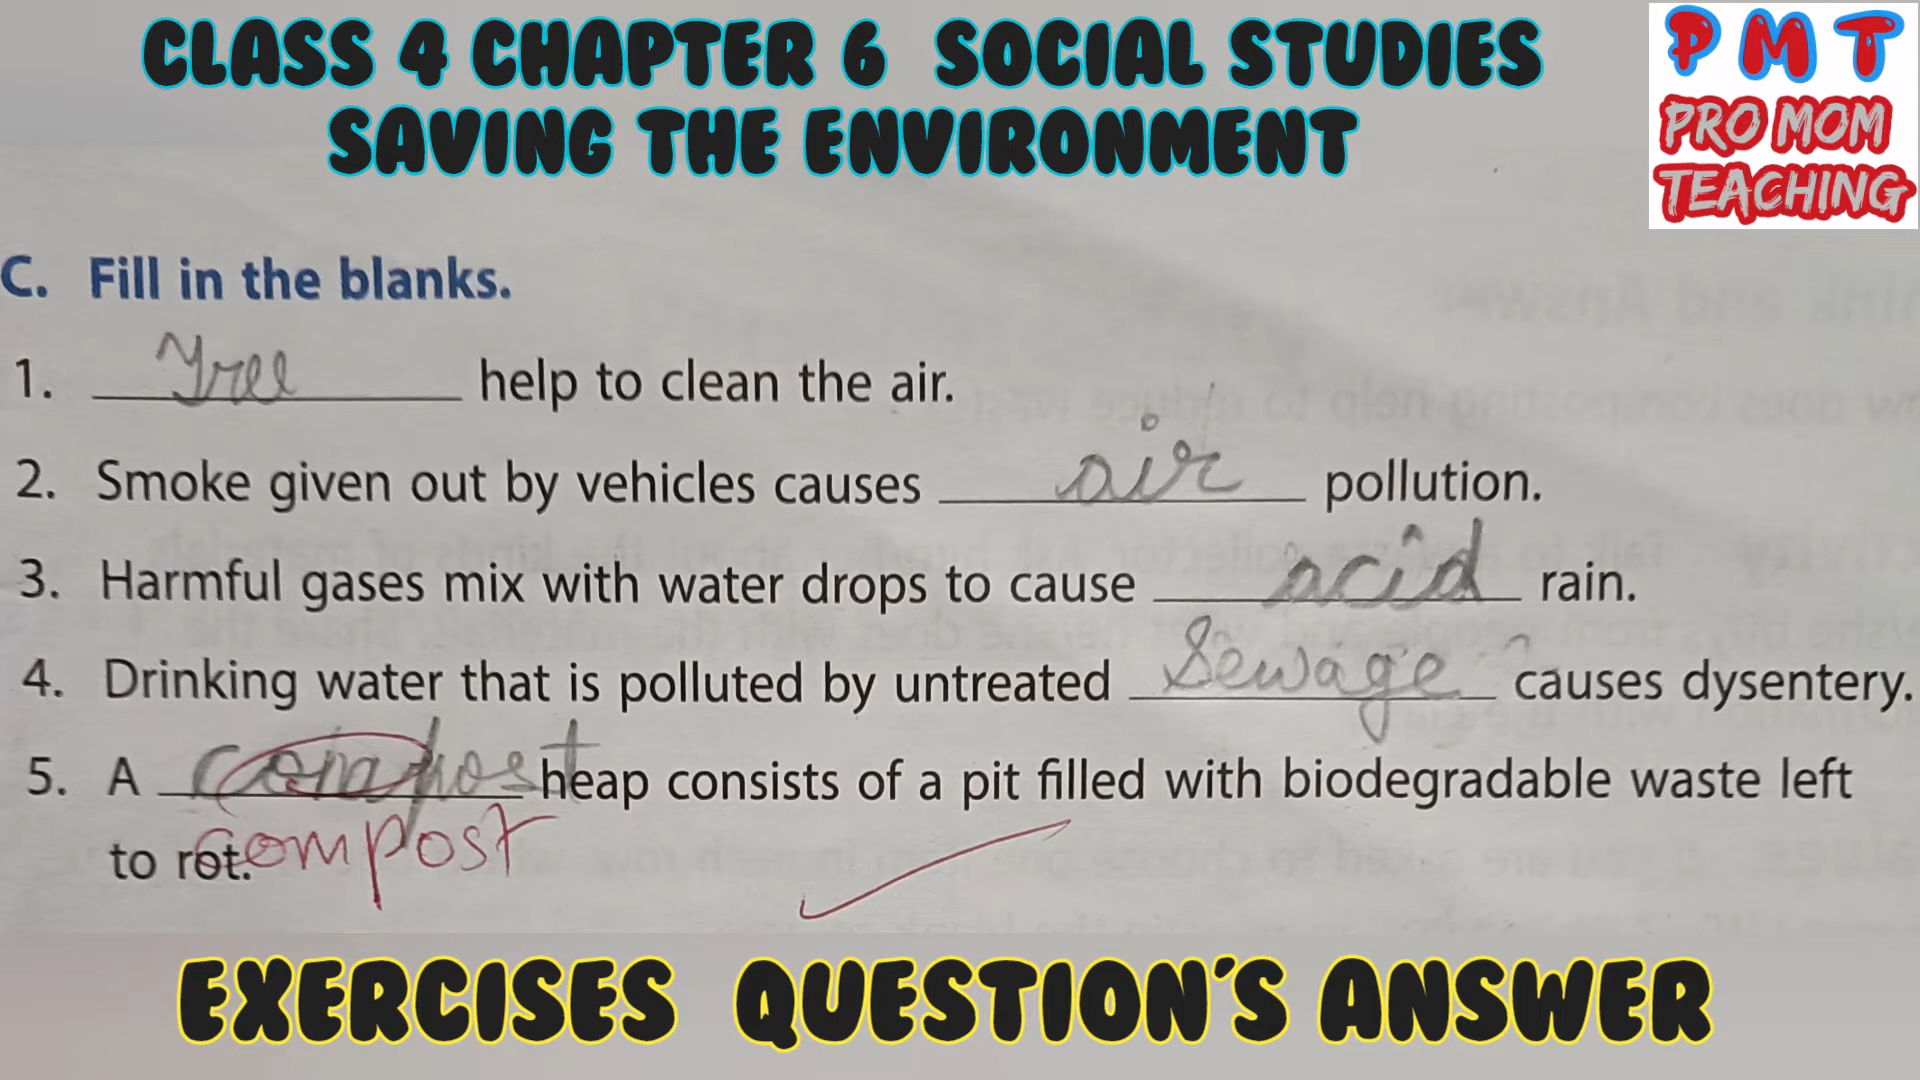 CLASS 4 CHAPTER 6 SOCIAL STUDIES
SAVING THE ENVIRONMENT
PMT
PRO MOM
TEACHING
C. Fill in the blanks.
1. Tree help to clean the air.
2. Smoke given out by vehicles causes air pollution.
3. Harmful gases mix with water drops to cause acid rain.
4. Drinking water that is polluted by untreated Sewage causes dysentery.
5. A compost heap consists of a pit filled with biodegradable waste left
to rot.
compost
EXERCISES QUESTION'S ANSWER